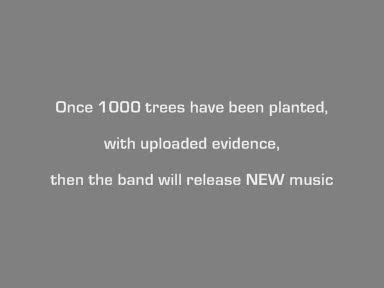 Once 1000 trees have been planted,
with uploaded evidence,
then the band will release NEW music